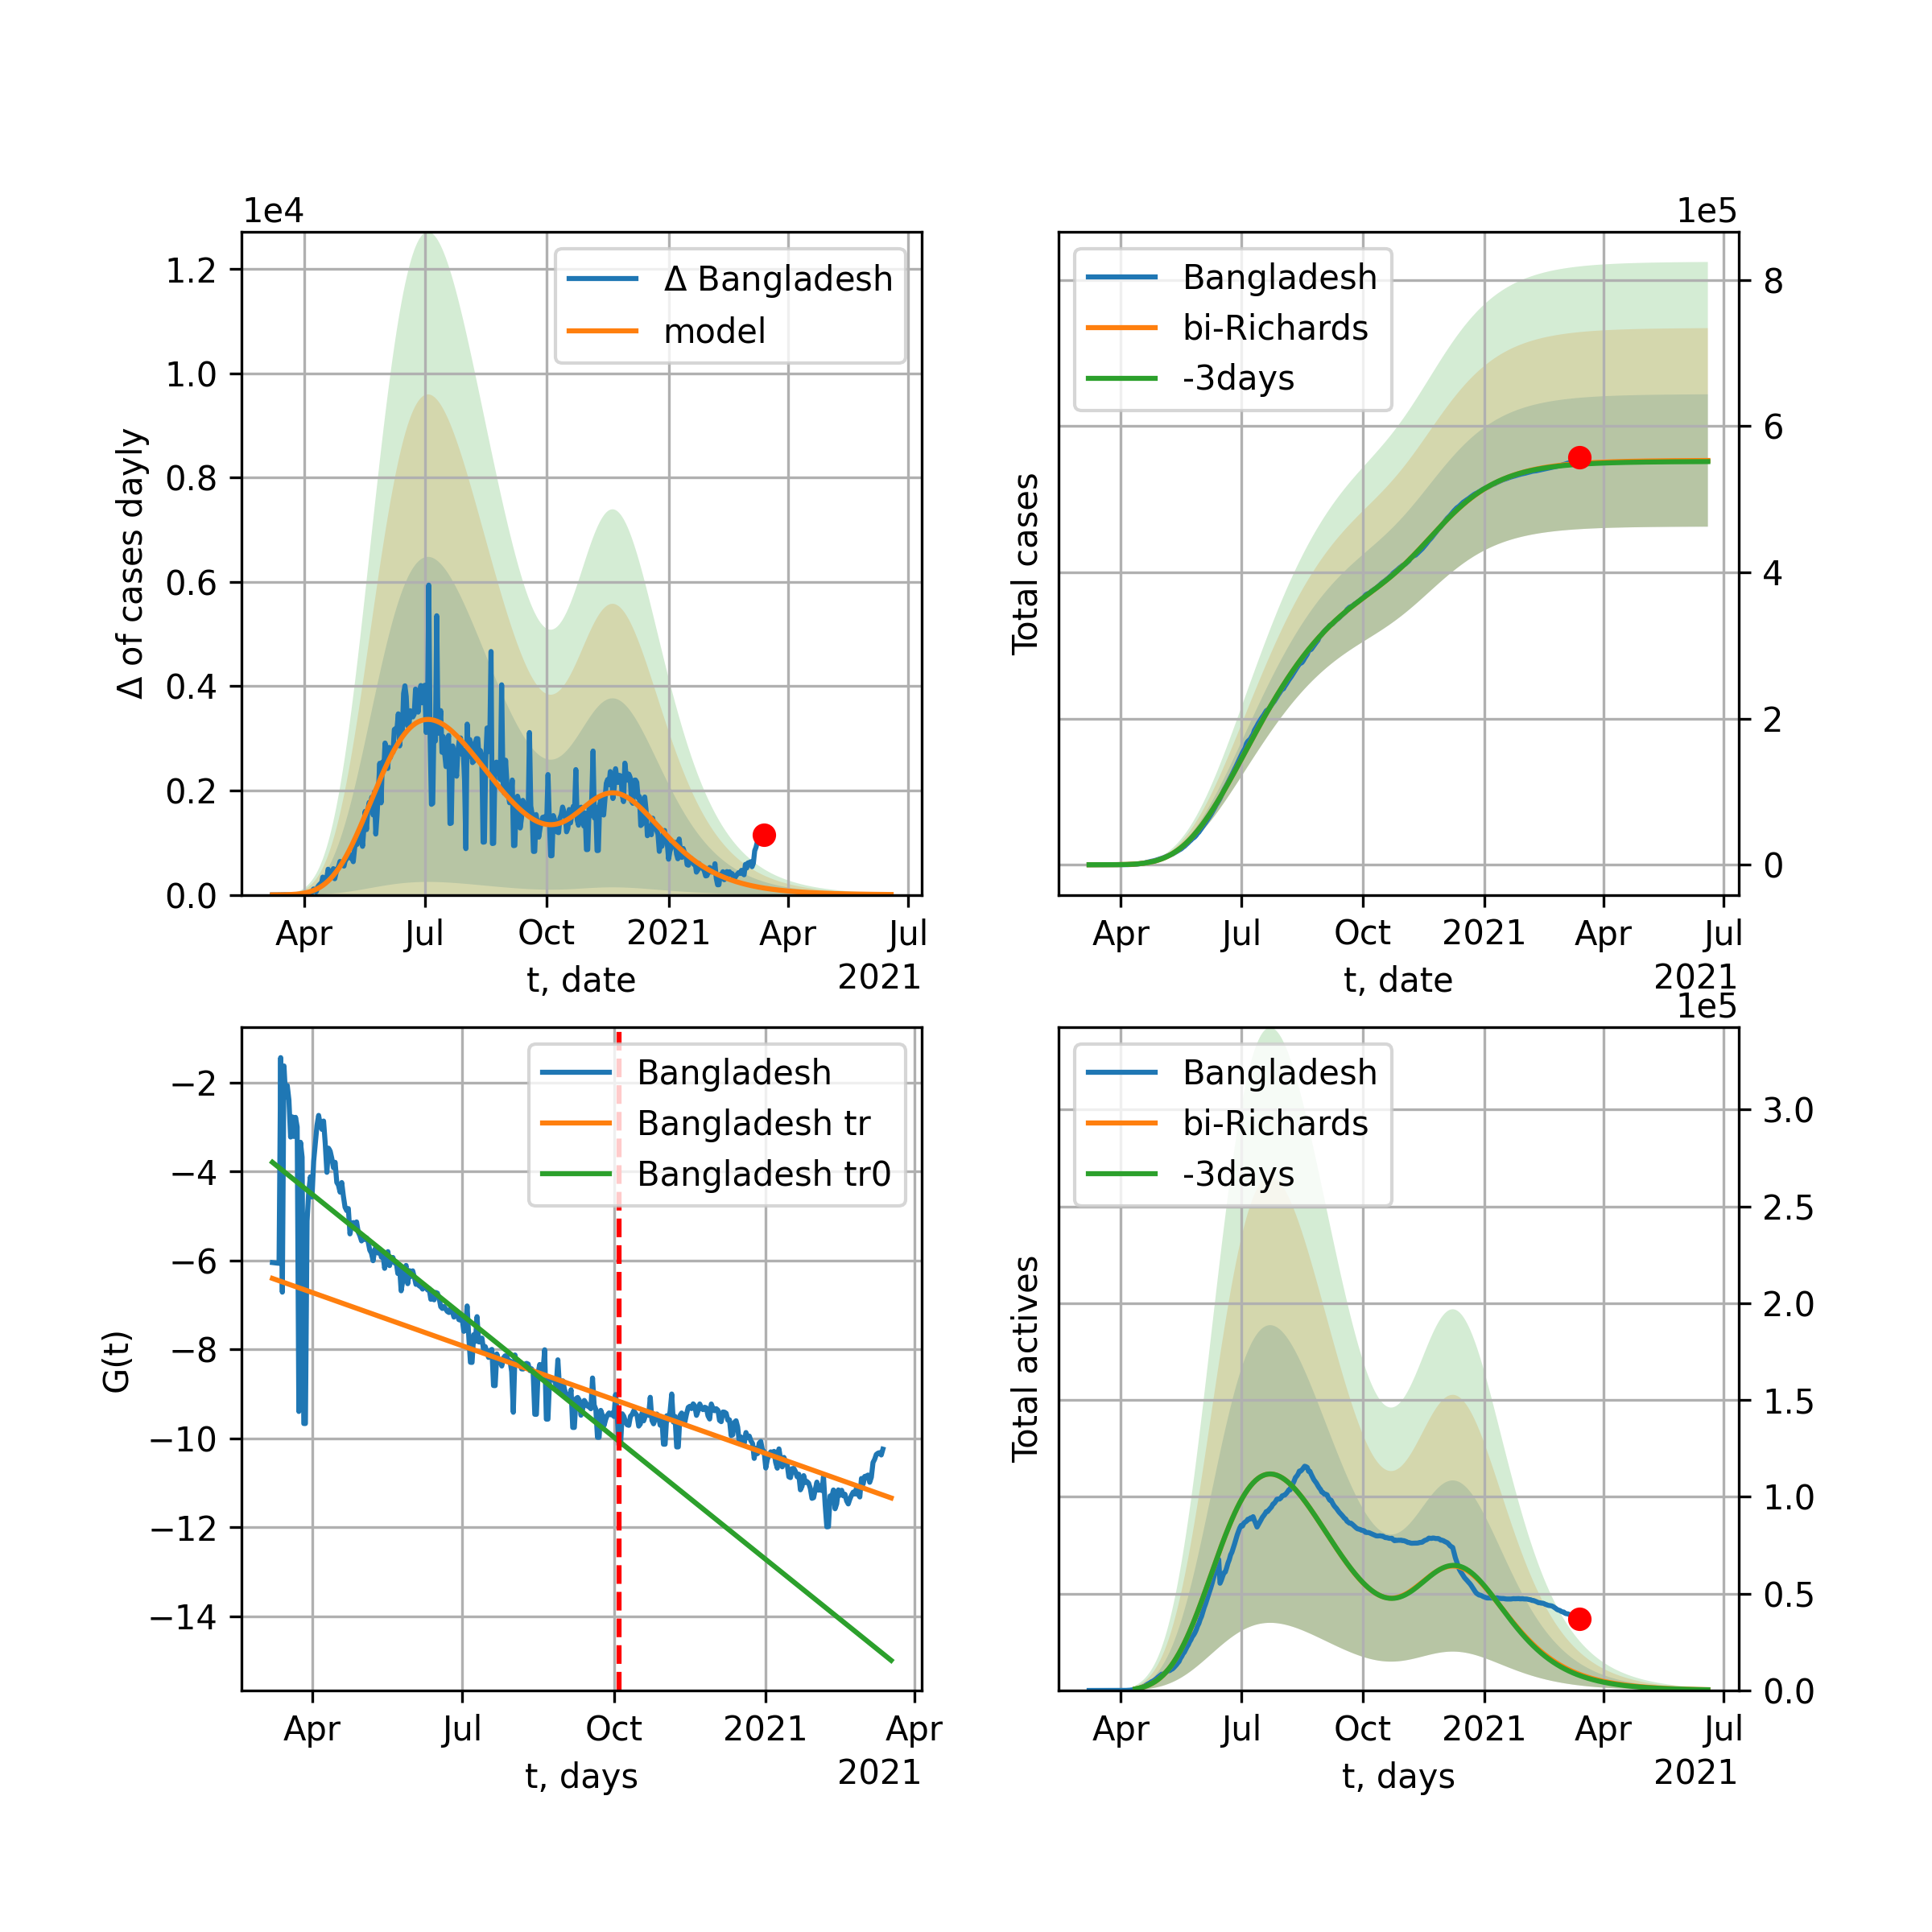 1e4
1.2
1.0
0.8
0.6
0.4
0.2
0.0
Δ of cases dayly
Δ Bangladesh
model
Apr
Jul
Oct
2021
Apr
Jul
t, date
2021
1e5
8
6
4
2
0
Total cases
Bangladesh
bi-Richards
-3days
Apr
Jul
Oct
2021
Apr
Jul
t, date
2021
−2
−4
−6
−8
−10
−12
−14
G(t)
Bangladesh
Bangladesh tr
Bangladesh tr0
Apr
Jul
Oct
2021
Apr
t, days
2021
1e5
3.0
2.5
2.0
1.5
1.0
0.5
0.0
Total actives
Bangladesh
bi-Richards
-3days
Apr
Jul
Oct
2021
Apr
Jul
t, days
2021